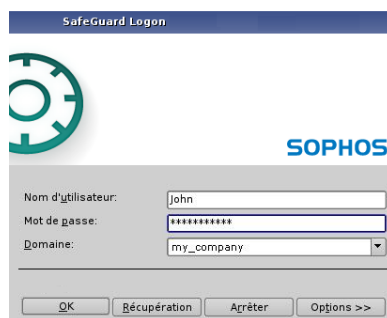 SafeGuard Logon
SOPHOS
Nom d'utilisateur: John
Mot de passe: ***********
Domaine: my_company
OK Récupération Arrêter Options >>